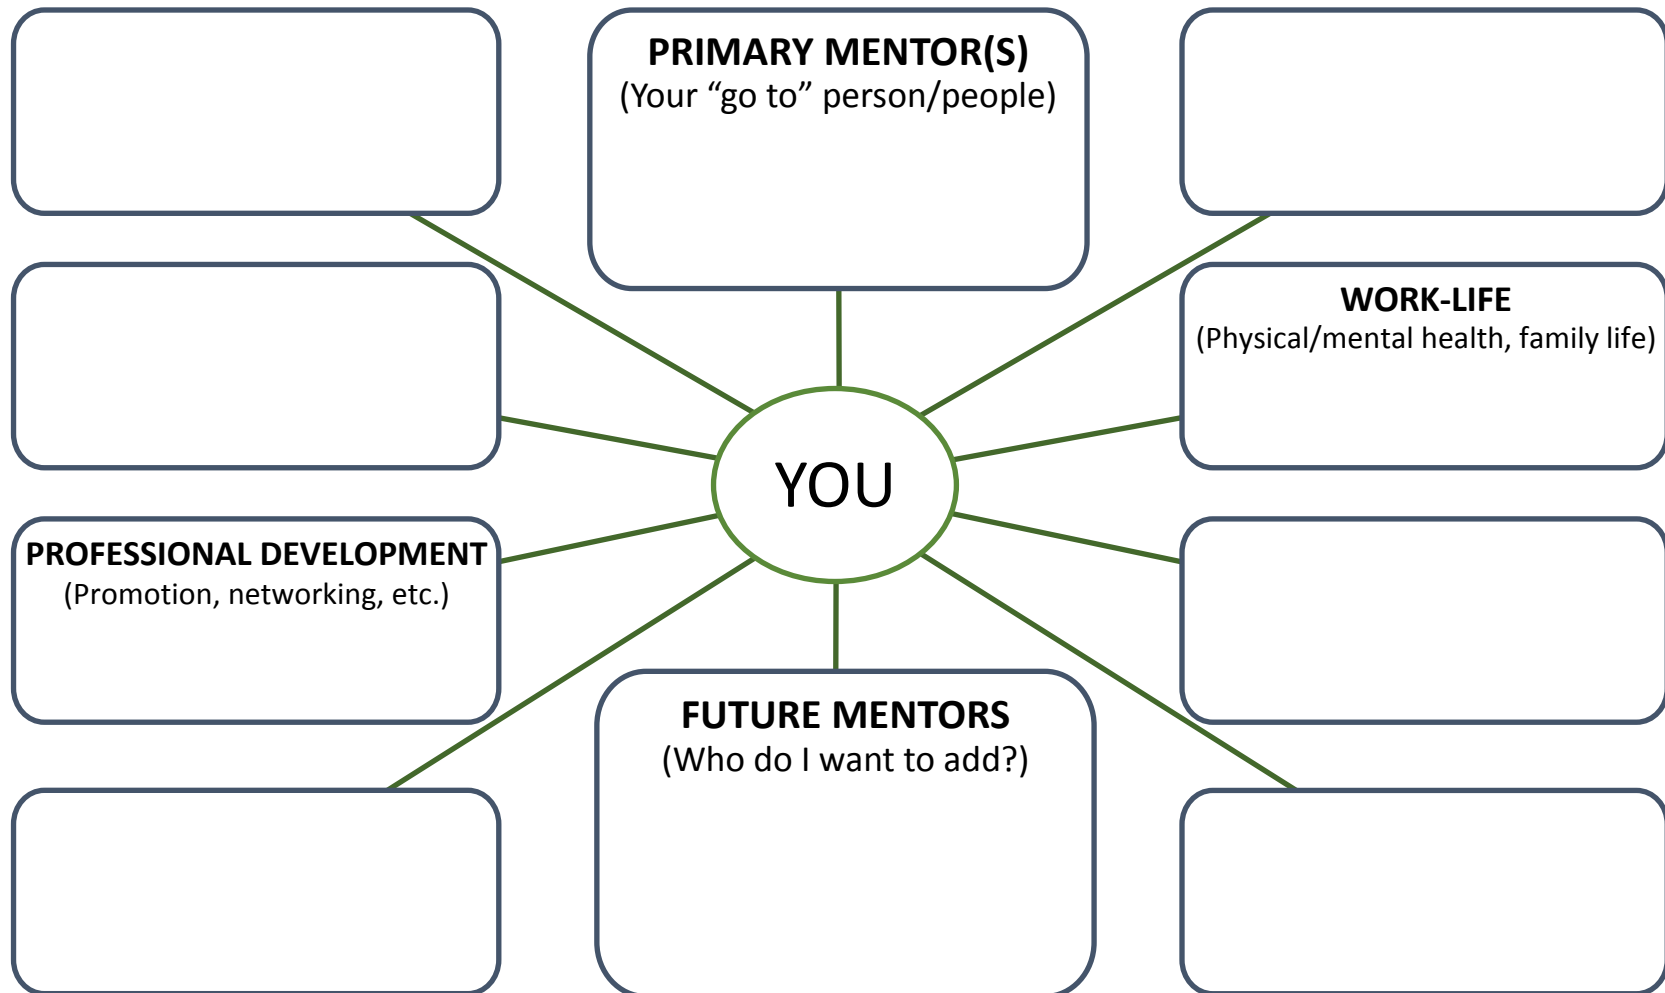 PRIMARY MENTOR(S)
(Your “go to” person/people)
WORK-LIFE
(Physical/mental health, family life)
YOU
PROFESSIONAL DEVELOPMENT
(Promotion, networking, etc.)
FUTURE MENTORS
(Who do I want to add?)